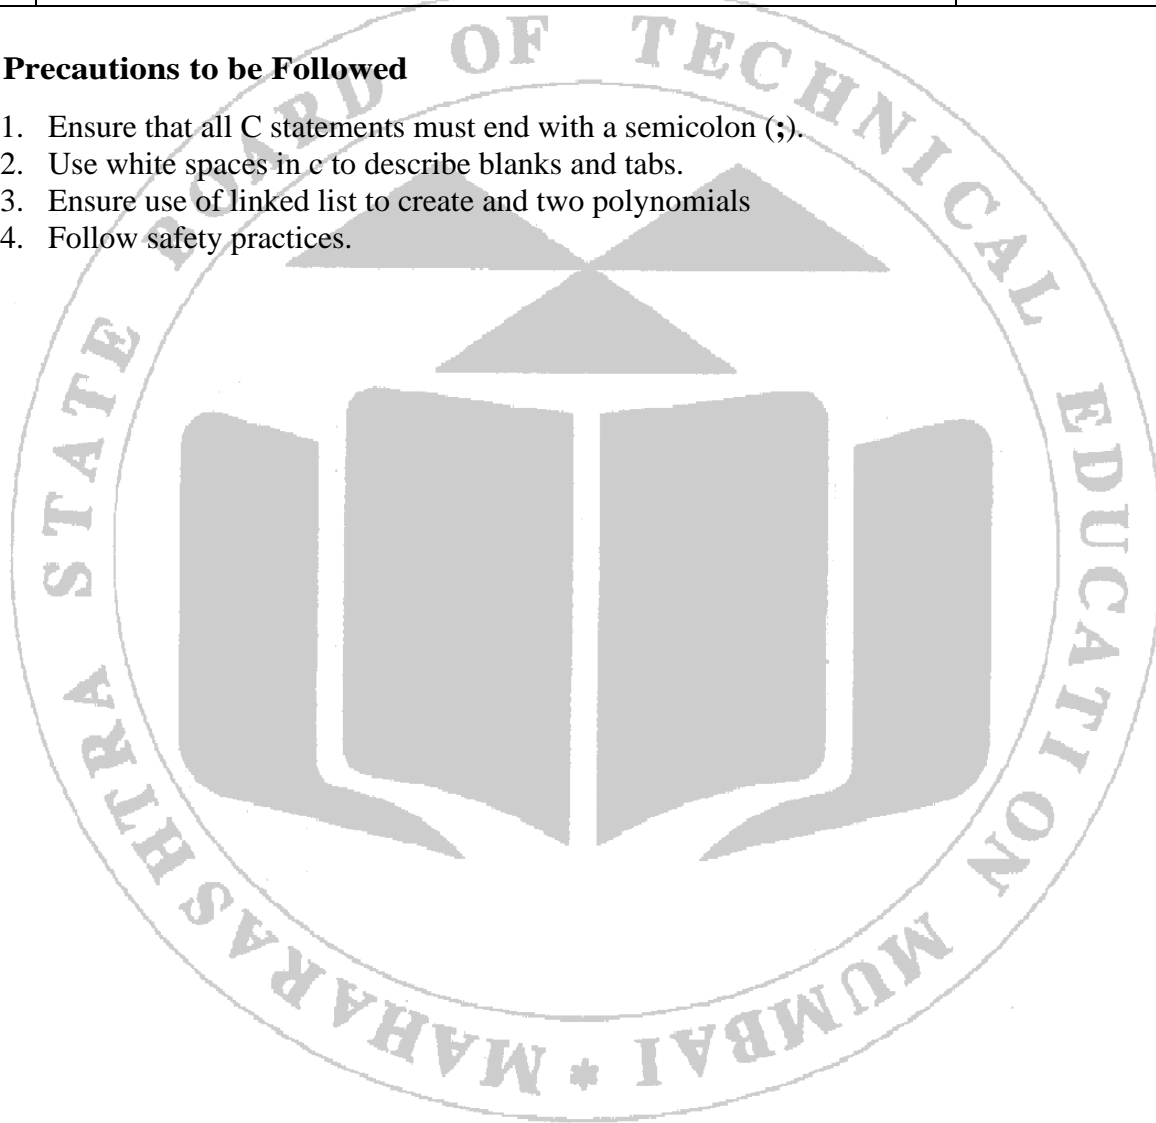 Precautions to be Followed
1. Ensure that all C statements must end with a semicolon (;).
2. Use white spaces in c to describe blanks and tabs.
3. Ensure use of linked list to create and two polynomials
4. Follow safety practices.
MAHARASHTRA STATE BOARD OF TECHNICAL EDUCATION MUMBAI *